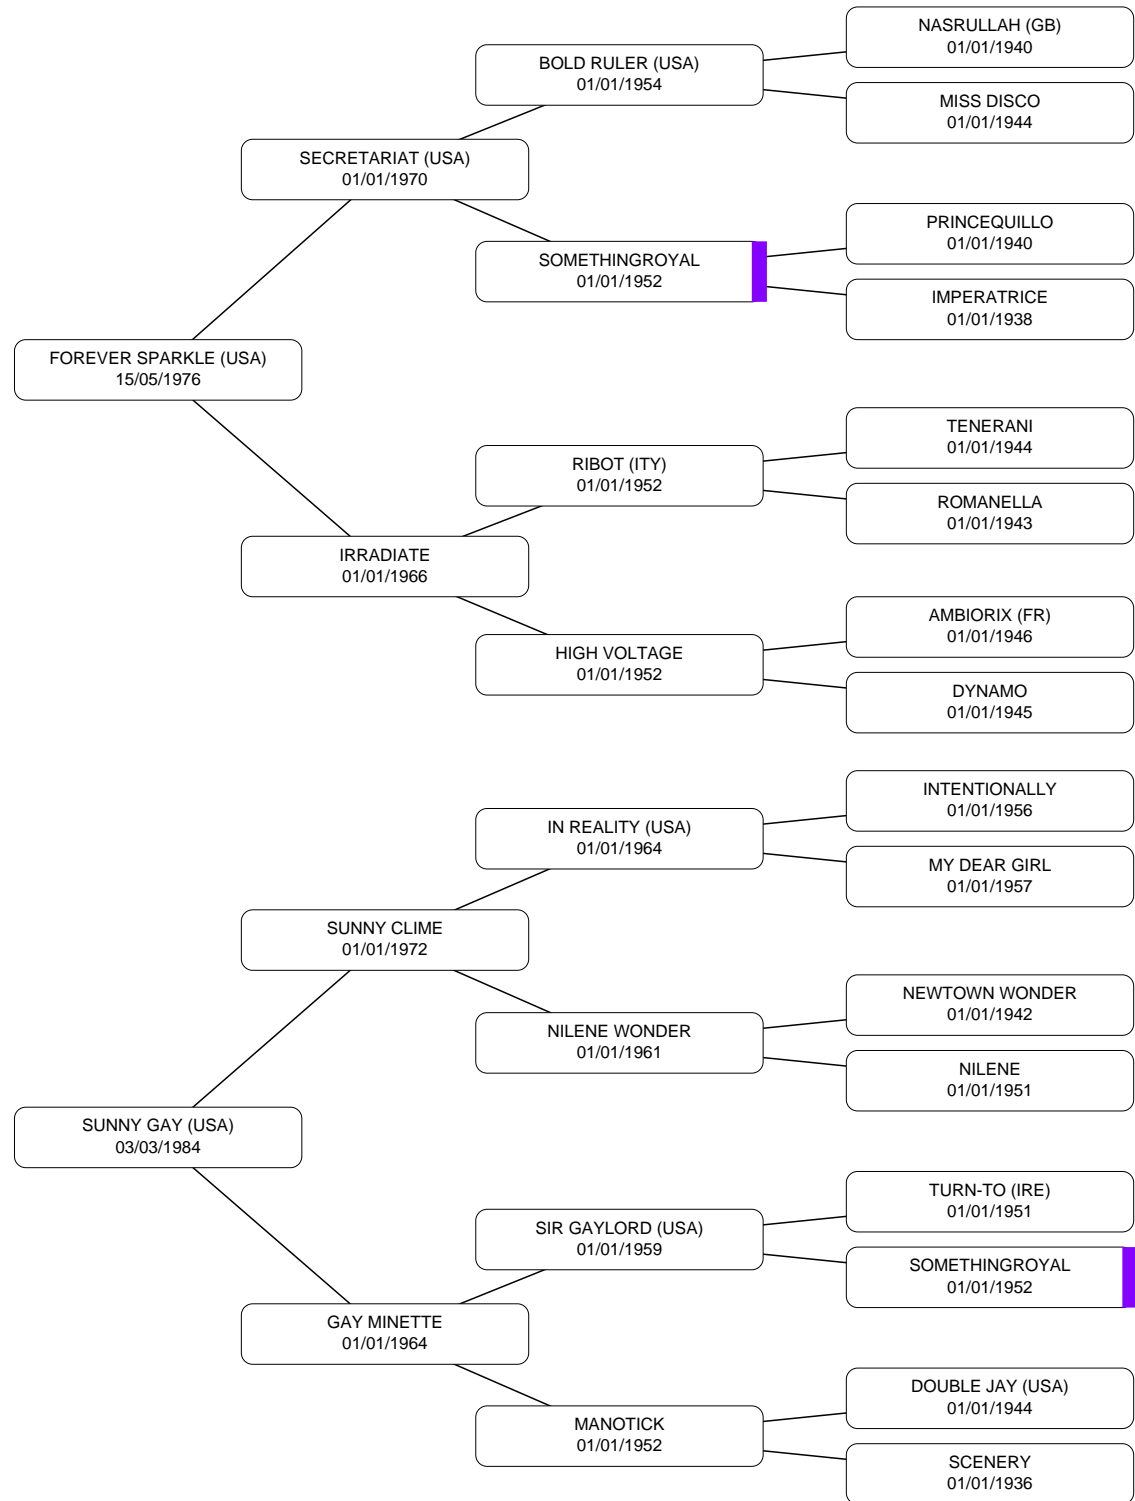 NASRULLAH (GB)
01/01/1940
BOLD RULER (USA)
01/01/1954
MISS DISCO
01/01/1944
SECRETARIAT (USA)
01/01/1970
PRINCEQUILLO
01/01/1940
SOMETHINGROYAL
01/01/1952
IMPERATRICE
01/01/1938
FOREVER SPARKLE (USA)
15/05/1976
TENERANI
01/01/1944
RIBOT (ITY)
01/01/1952
ROMANELLA
01/01/1943
IRRADIATE
01/01/1966
AMBIORIX (FR)
01/01/1946
HIGH VOLTAGE
01/01/1952
DYNAMO
01/01/1945
INTENTIONALLY
01/01/1956
IN REALITY (USA)
01/01/1964
MY DEAR GIRL
01/01/1957
SUNNY CLIME
01/01/1972
NEWTOWN WONDER
01/01/1942
NILENE WONDER
01/01/1961
NILENE
01/01/1951
SUNNY GAY (USA)
03/03/1984
TURN-TO (IRE)
01/01/1951
SIR GAYLORD (USA)
01/01/1959
SOMETHINGROYAL
01/01/1952
GAY MINETTE
01/01/1964
DOUBLE JAY (USA)
01/01/1944
MANOTICK
01/01/1952
SCENERY
01/01/1936